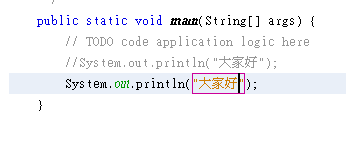 public static void main(String[] args) {
// TODO code application logic here
//System.out.println("大家好");
System.out.println("大家好");
}